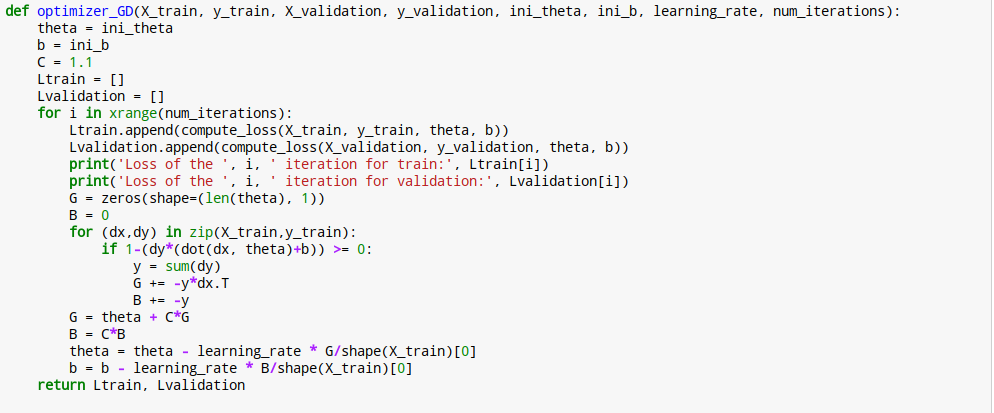 def optimizer_GD(X_train, y_train, X_validation, y_validation, ini_theta, ini_b, learning_rate, num_iterations):
    theta = ini_theta
    b = ini_b
    C = 1.1
    Ltrain = []
    Lvalidation = []
    for i in xrange(num_iterations):
        Ltrain.append(compute_loss(X_train, y_train, theta, b))
        Lvalidation.append(compute_loss(X_validation, y_validation, theta, b))
        print('Loss of the ', i, ' iteration for train:', Ltrain[i])
        print('Loss of the ', i, ' iteration for validation:', Lvalidation[i])
        G = zeros(shape=(len(theta), 1))
        B = 0
        for (dx,dy) in zip(X_train,y_train):
            if 1-(dy*(dot(dx, theta)+b)) >= 0:
                y = sum(dy)
                G += -y*dx.T
                B += -y
        G = theta + C*G
        B = C*B
        theta = theta - learning_rate * G/shape(X_train)[0]
        b = b - learning_rate * B/shape(X_train)[0]
    return Ltrain, Lvalidation